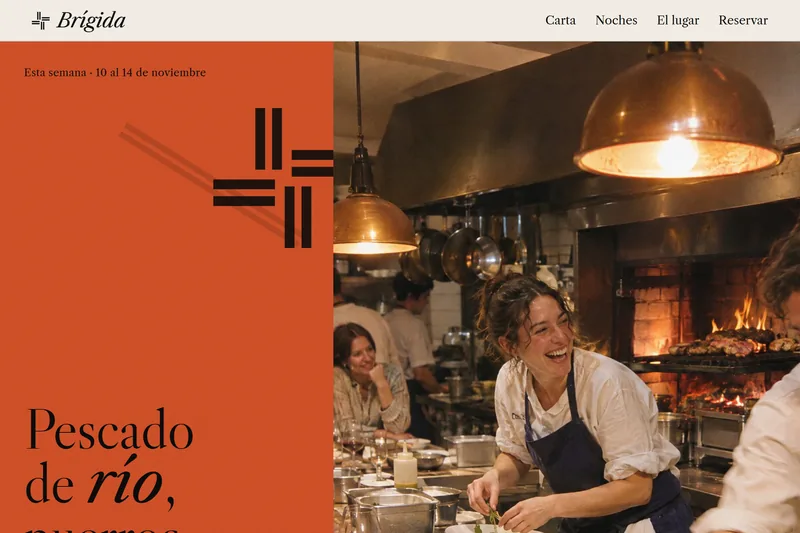 Brígida
Carta Noches El lugar Reservar
Esta semana · 10 al 14 de noviembre
Pescado
de río,